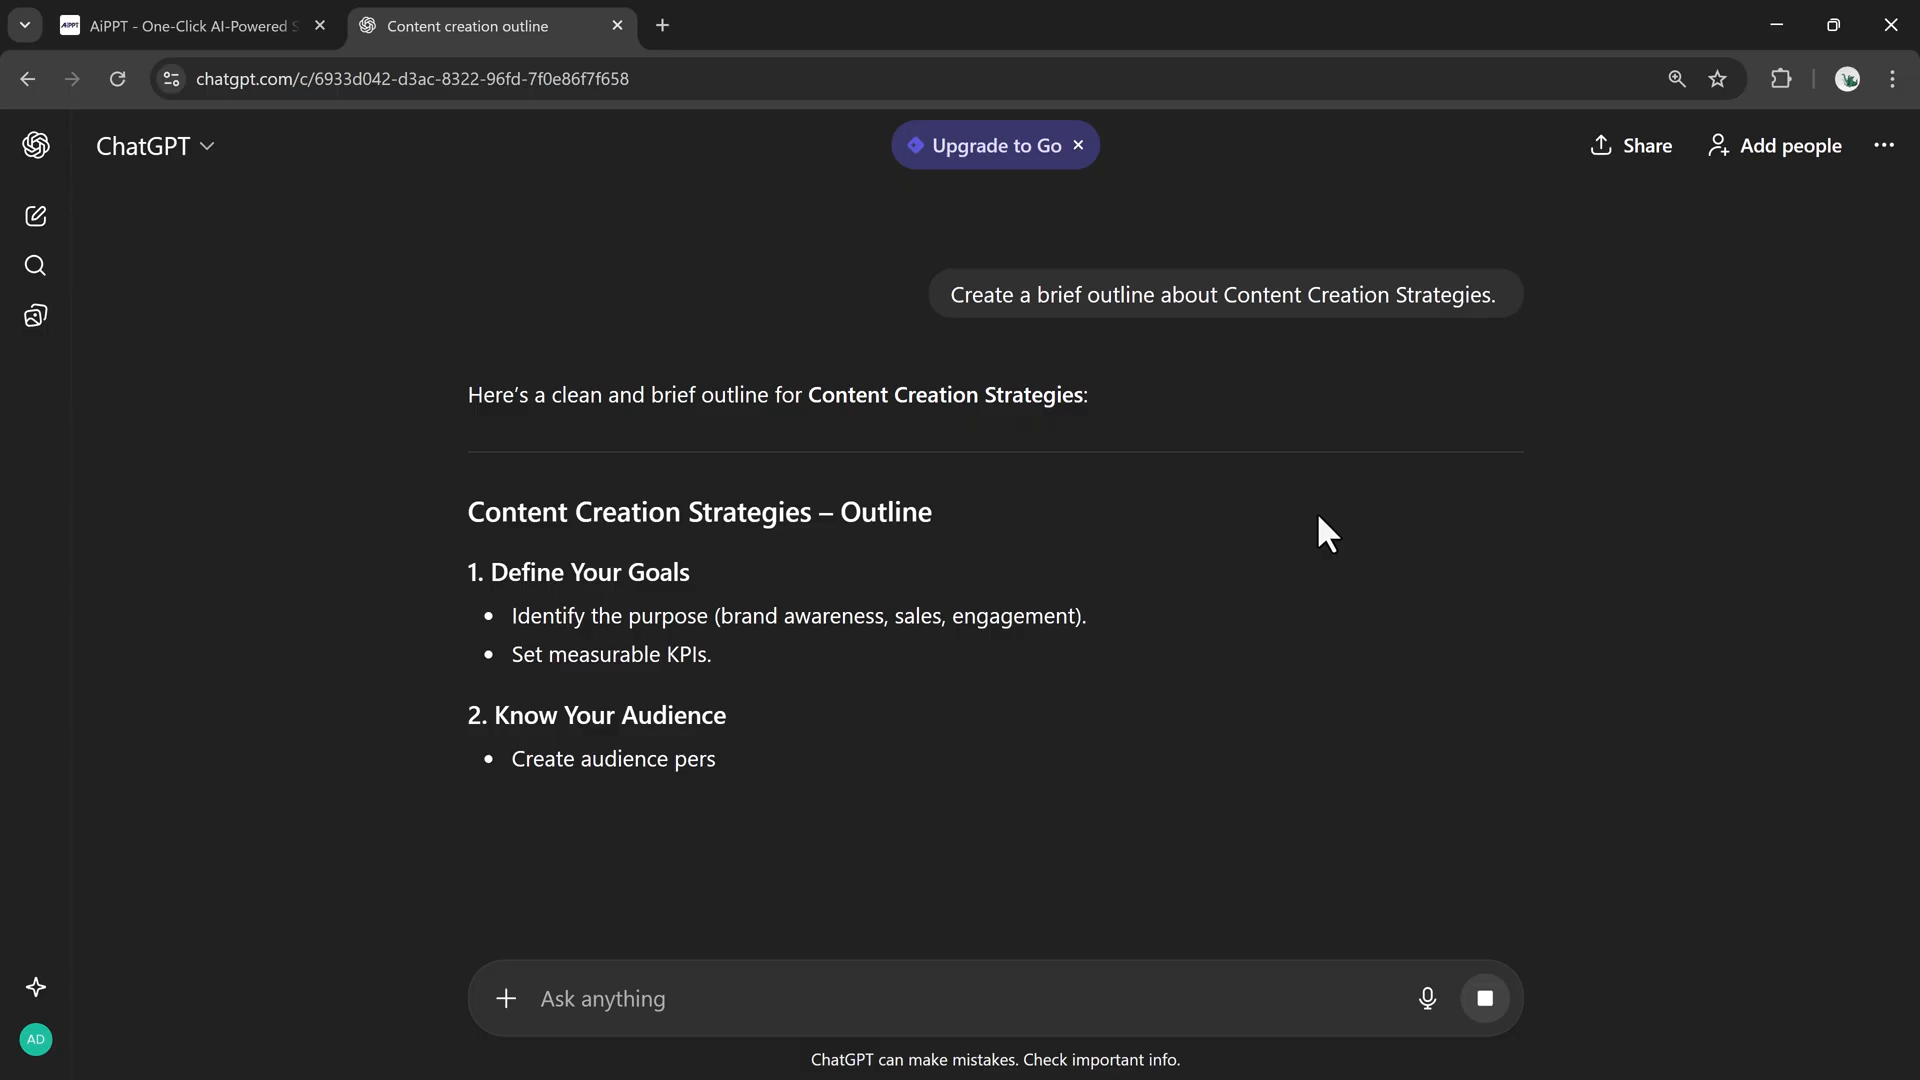 AiPPT AiPPT - One-Click AI-Powered
Content creation outline
chatgpt.com/c/6933d042-d3ac-8322-96fd-7f0e86f7f658
ChatGPT
Upgrade to Go
Share
Add people
Create a brief outline about Content Creation Strategies.
Here’s a clean and brief outline for Content Creation Strategies:
Content Creation Strategies – Outline
1. Define Your Goals
• Identify the purpose (brand awareness, sales, engagement).
• Set measurable KPIs.
2. Know Your Audience
• Create audience pers
Ask anything
AD
ChatGPT can make mistakes. Check important info.